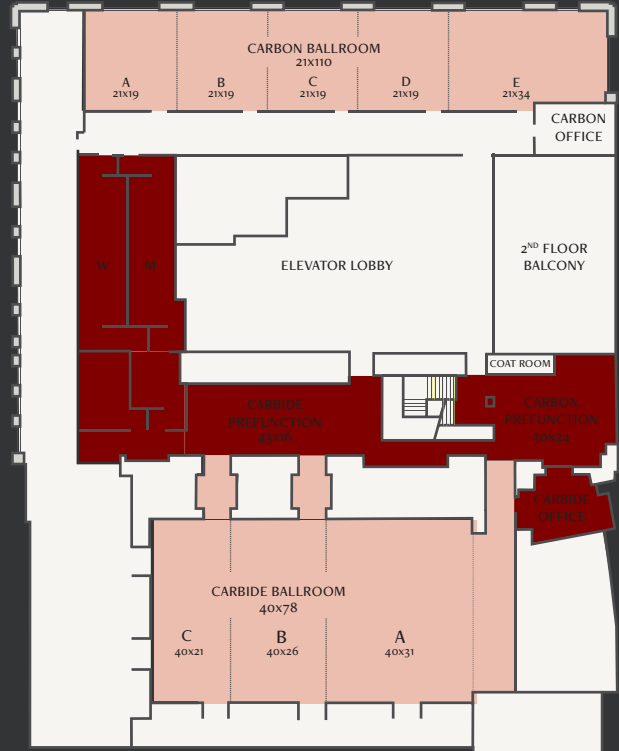 CARBON BALLROOM
21x110
A
21x19
B
21x19
C
21x19
D
21x19
E
21x34
CARBON
OFFICE
W
M
ELEVATOR LOBBY
2ND FLOOR
BALCONY
COAT ROOM
CARBIDE
PREFUNCTION
43x16
CARBON
PREFUNCTION
30x24
CARBIDE
OFFICE
CARBIDE BALLROOM
40x78
C
40x21
B
40x26
A
40x31